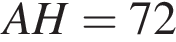 AH = 72